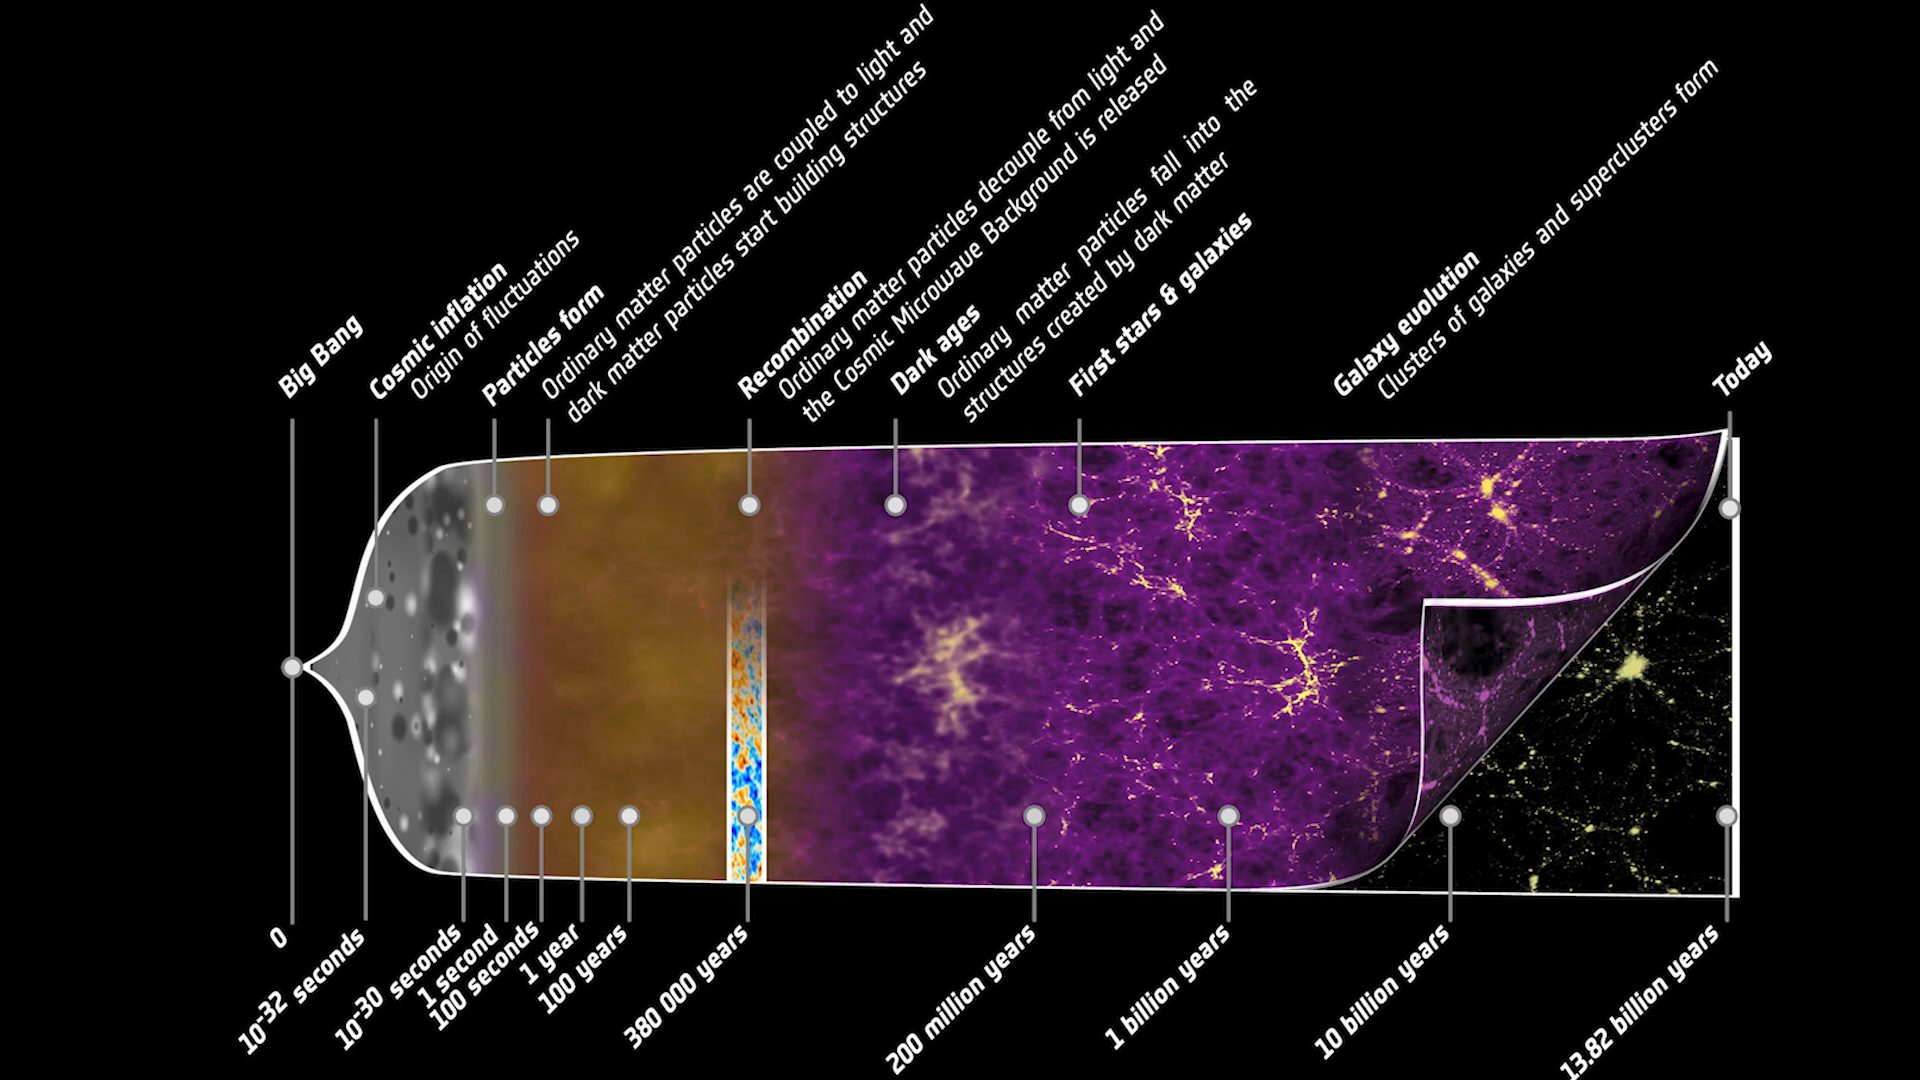 Big Bang
Cosmic inflation
Origin of fluctuations
Particles form
Ordinary matter particles are coupled to light and
dark matter particles start building structures
Recombination
Ordinary matter particles decouple from light and
the Cosmic Microwave Background is released
Dark ages
Ordinary matter particles fall into the
structures created by dark matter
First stars & galaxies
Galaxy evolution
Clusters of galaxies and superclusters form
Today
0
10-32 seconds
10-30 seconds
1 second
100 seconds
1 year
100 years
380 000 years
200 million years
1 billion years
10 billion years
13.82 billion years